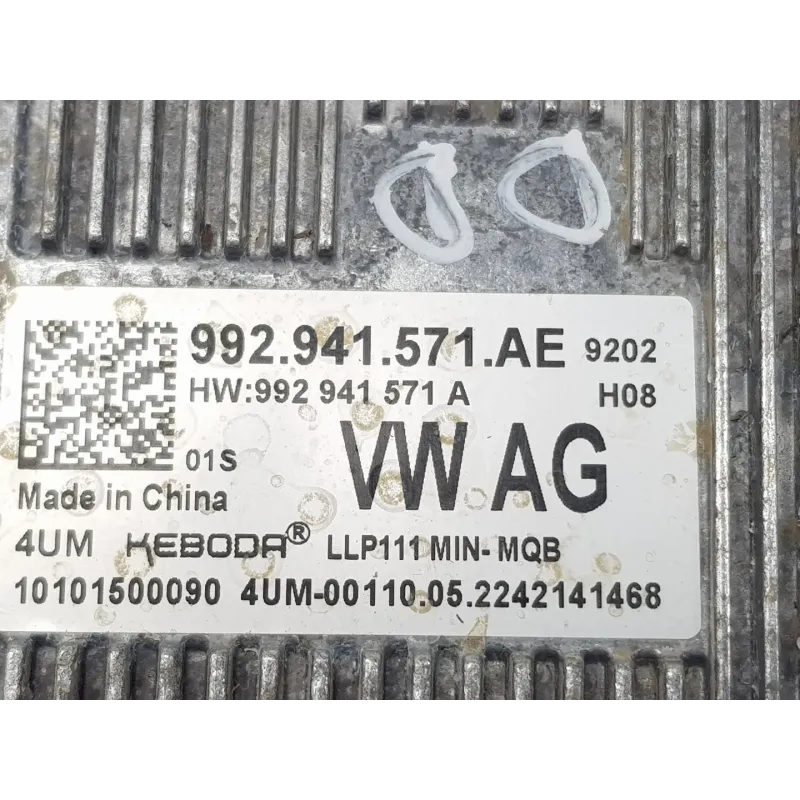 00
992.941.571.AE 9202
HW:992 941 571 A H08
01S VW AG
Made in China
4UM KEBODA® LLP111 MIN- MQB
10101500090 4UM-00110.05.2242141468